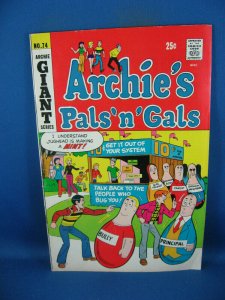 NO.74
25¢
ARCHIE
GIANT
SERIES
Archie's
Pals 'n' Gals
I UNDERSTAND
JUGHEAD IS MAKING
A MINT!
GET IT OUT OF
YOUR SYSTEM
10¢
TALK BACK TO THE
PEOPLE WHO
BUG YOU!
BULLY
PRINCIPAL